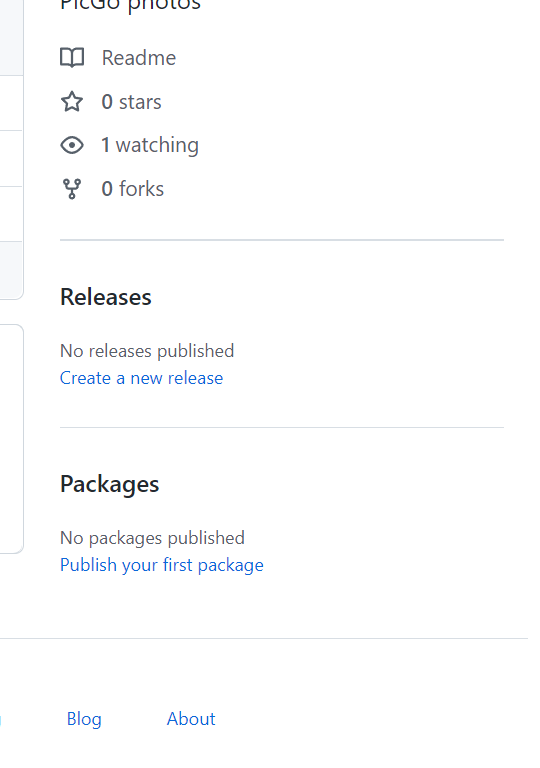 PicGo photos
Readme
0 stars
1 watching
0 forks
Releases
No releases published
Create a new release
Packages
No packages published
Publish your first package
Blog About